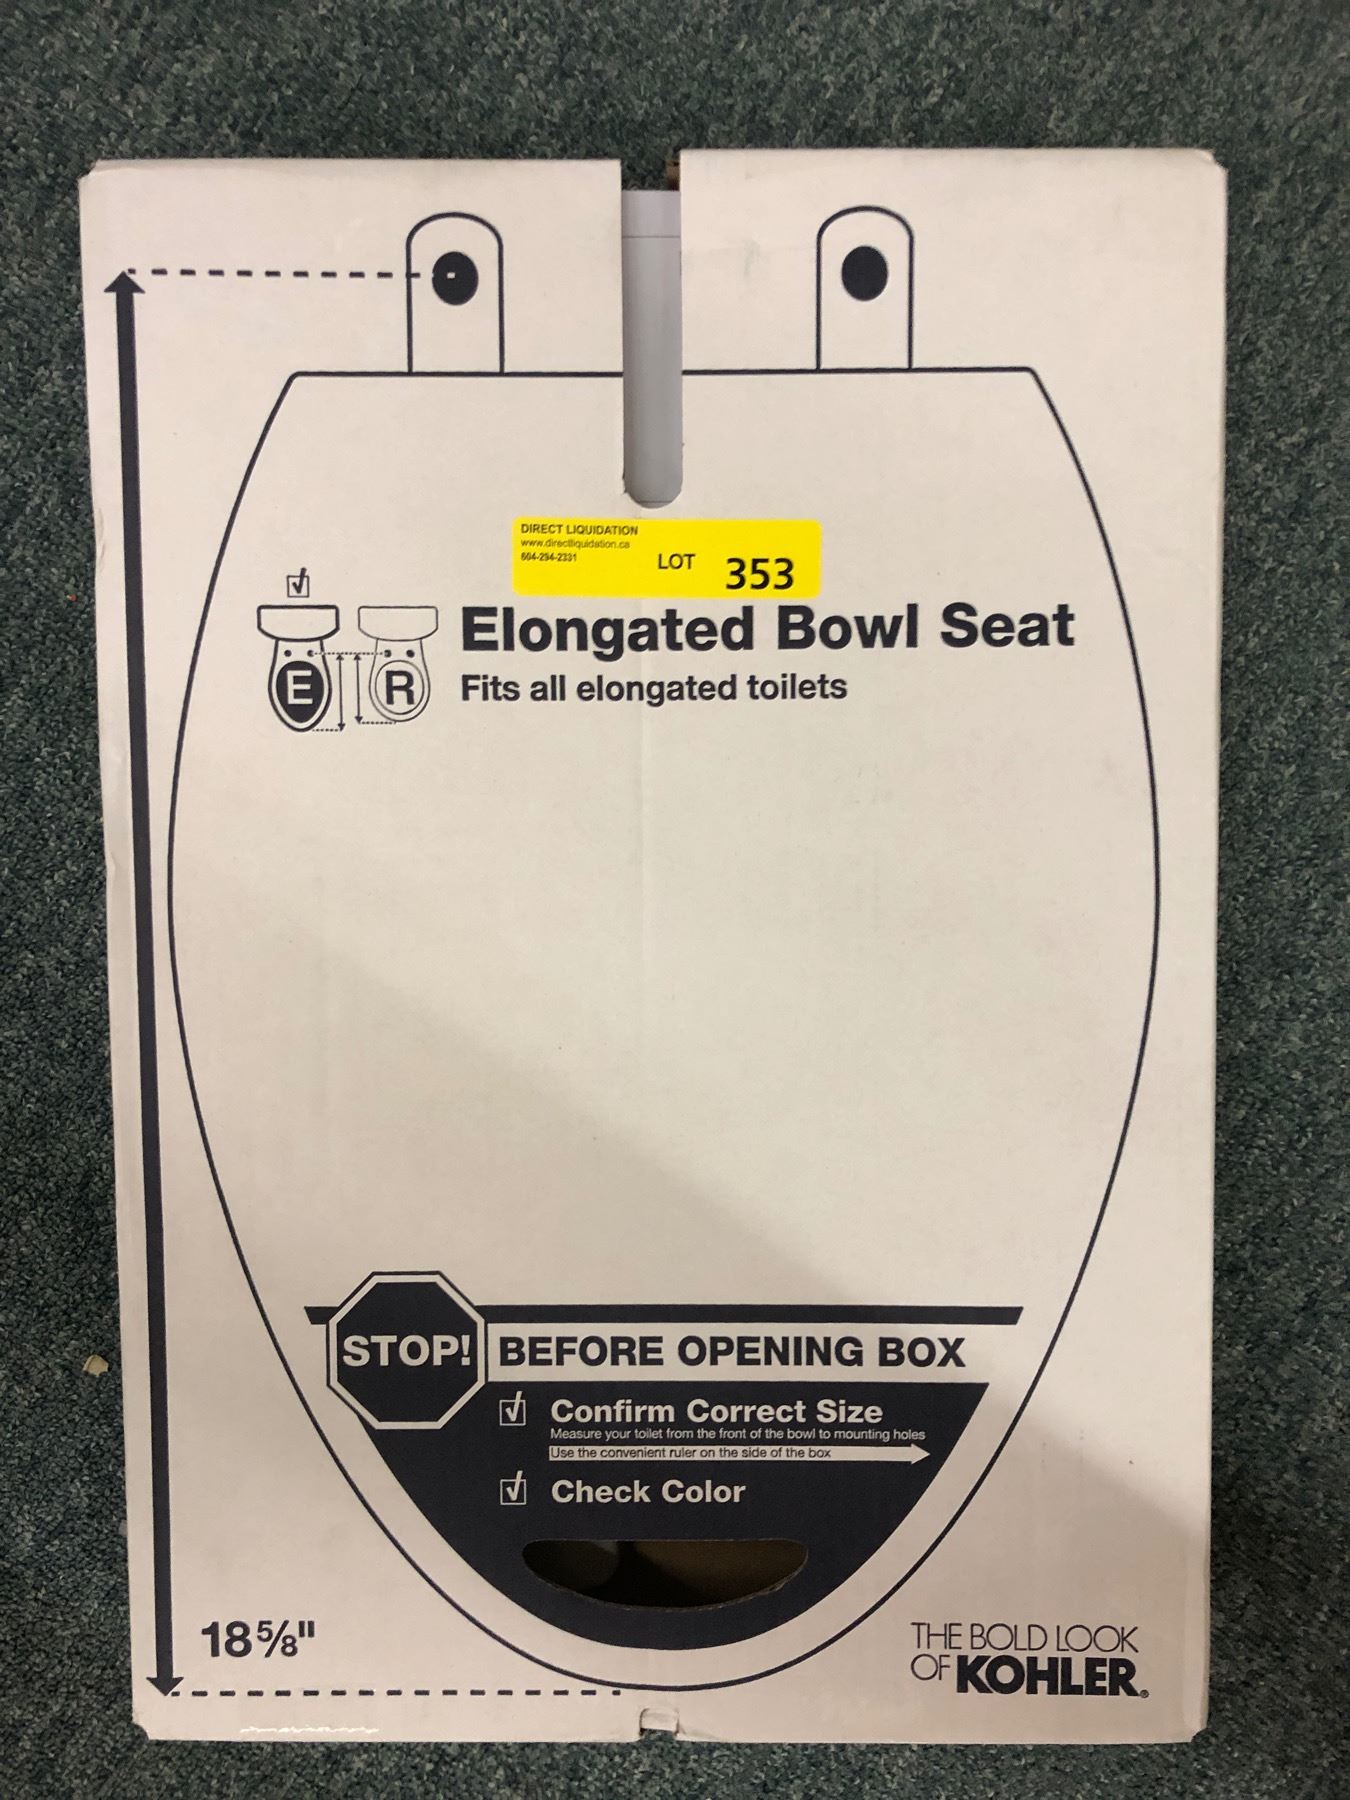 DIRECT LIQUIDATION
www.directliquidation.ca
604-294-2331
LOT 353
E R
Elongated Bowl Seat
Fits all elongated toilets
STOP! BEFORE OPENING BOX
Confirm Correct Size
Measure your toilet from the front of the bowl to mounting holes
Use the convenient ruler on the side of the box
Check Color
18⅝"
THE BOLD LOOK
OF KOHLER®